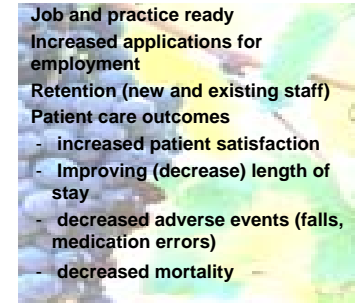 Job and practice ready
Increased applications for
employment
Retention (new and existing staff)
Patient care outcomes
- increased patient satisfaction
- Improving (decrease) length of
stay
- decreased adverse events (falls,
medication errors)
- decreased mortality